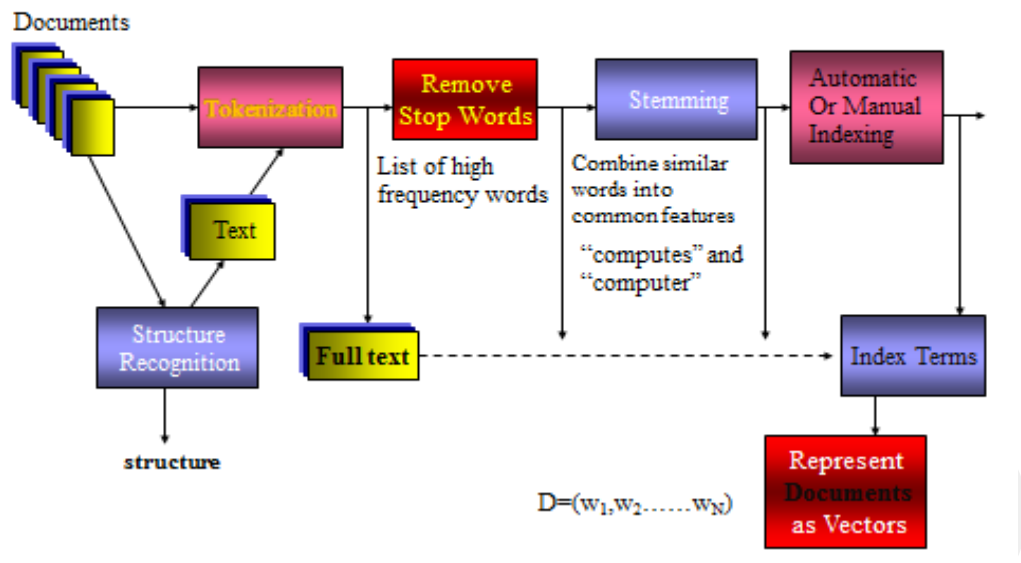 Documents
Tokenization
Remove
Stop Words
Stemming
Automatic
Or Manual
Indexing
List of high
frequency words
Combine similar
words into
common features
“computes” and
“computer”
Text
Structure
Recognition
Full text
Index Terms
structure
D=(w₁,w₂......w_N)
Represent
Documents
as Vectors